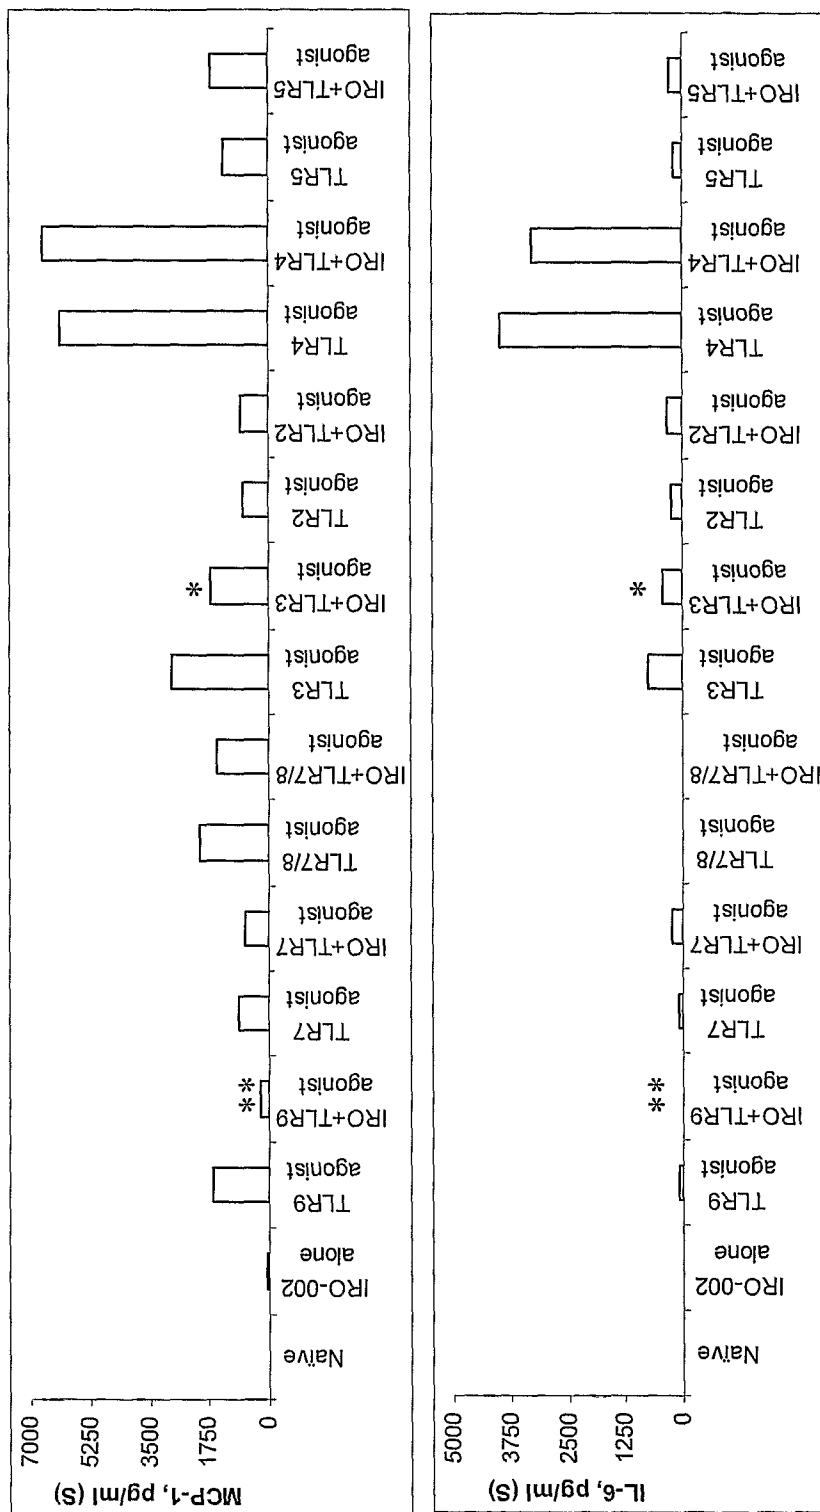 MCP-1, pg/ml (S)
7000
5250
3500
1750
0
Naïve
IRO-002
alone
TLR9
agonist
IRO+TLR9
agonist
**
TLR7
agonist
IRO+TLR7
agonist
TLR7/8
agonist
IRO+TLR7/8
agonist
TLR3
agonist
IRO+TLR3
agonist
*
TLR2
agonist
IRO+TLR2
agonist
TLR4
agonist
IRO+TLR4
agonist
TLR5
agonist
IRO+TLR5
agonist
IL-6, pg/ml (S)
5000
3750
2500
1250
0
Naïve
IRO-002
alone
TLR9
agonist
IRO+TLR9
agonist
**
TLR7
agonist
IRO+TLR7
agonist
TLR7/8
agonist
IRO+TLR7/8
agonist
TLR3
agonist
IRO+TLR3
agonist
*
TLR2
agonist
IRO+TLR2
agonist
TLR4
agonist
IRO+TLR4
agonist
TLR5
agonist
IRO+TLR5
agonist